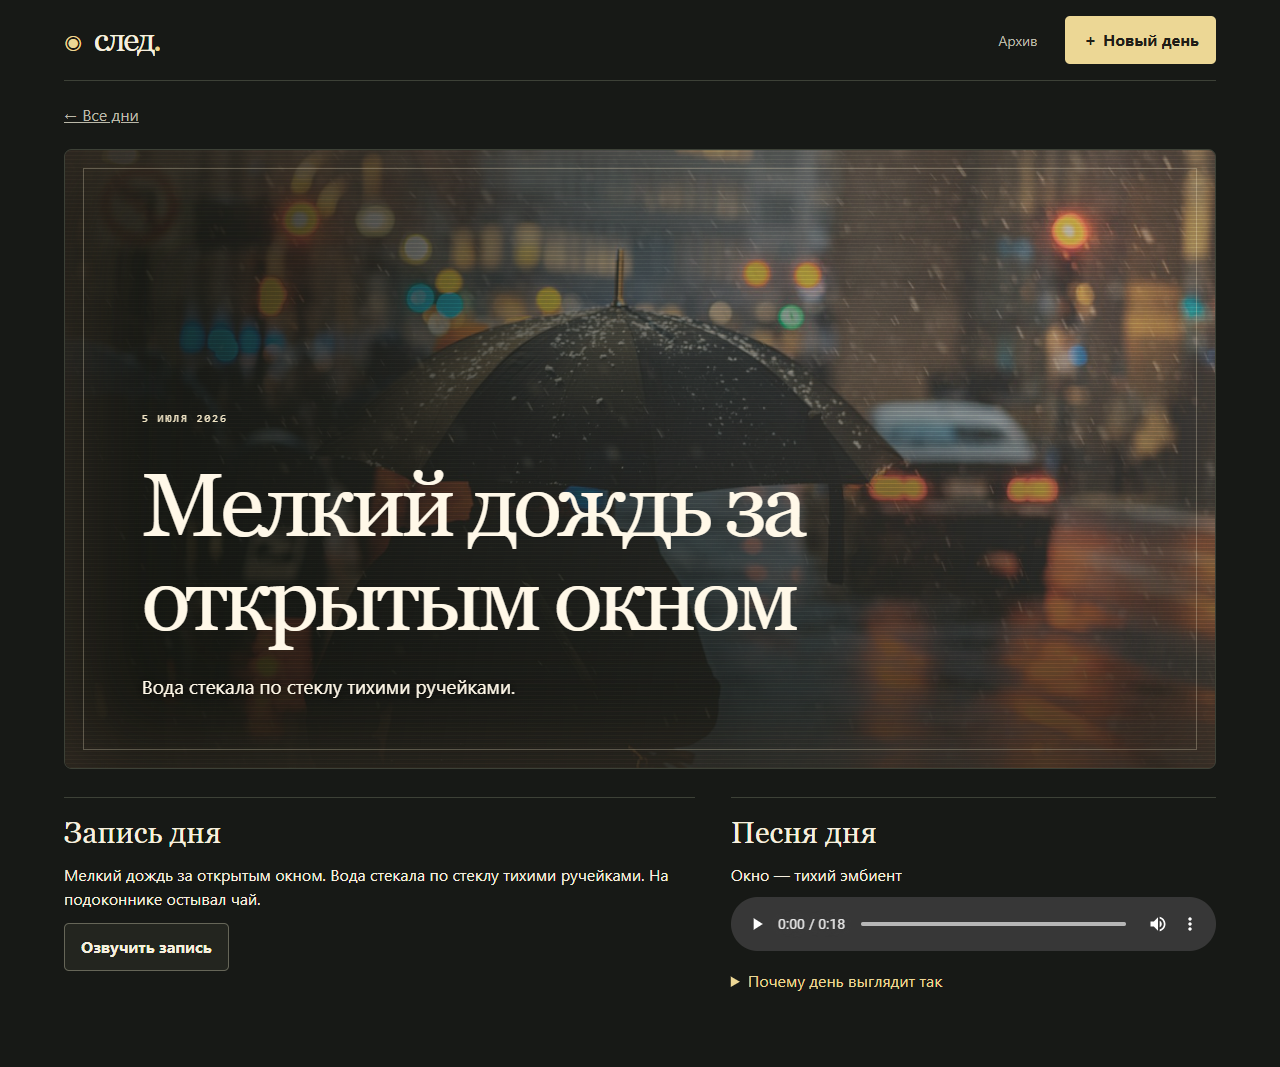 след.
Архив
+ Новый день
← Все дни
5 ИЮЛЯ 2026
Мелкий дождь за
открытым окном
Вода стекала по стеклу тихими ручейками.
Запись дня
Мелкий дождь за открытым окном. Вода стекала по стеклу тихими ручейками. На
подоконнике остывал чай.
Озвучить запись
Песня дня
Окно — тихий эмбиент
0:00 / 0:18
Почему день выглядит так